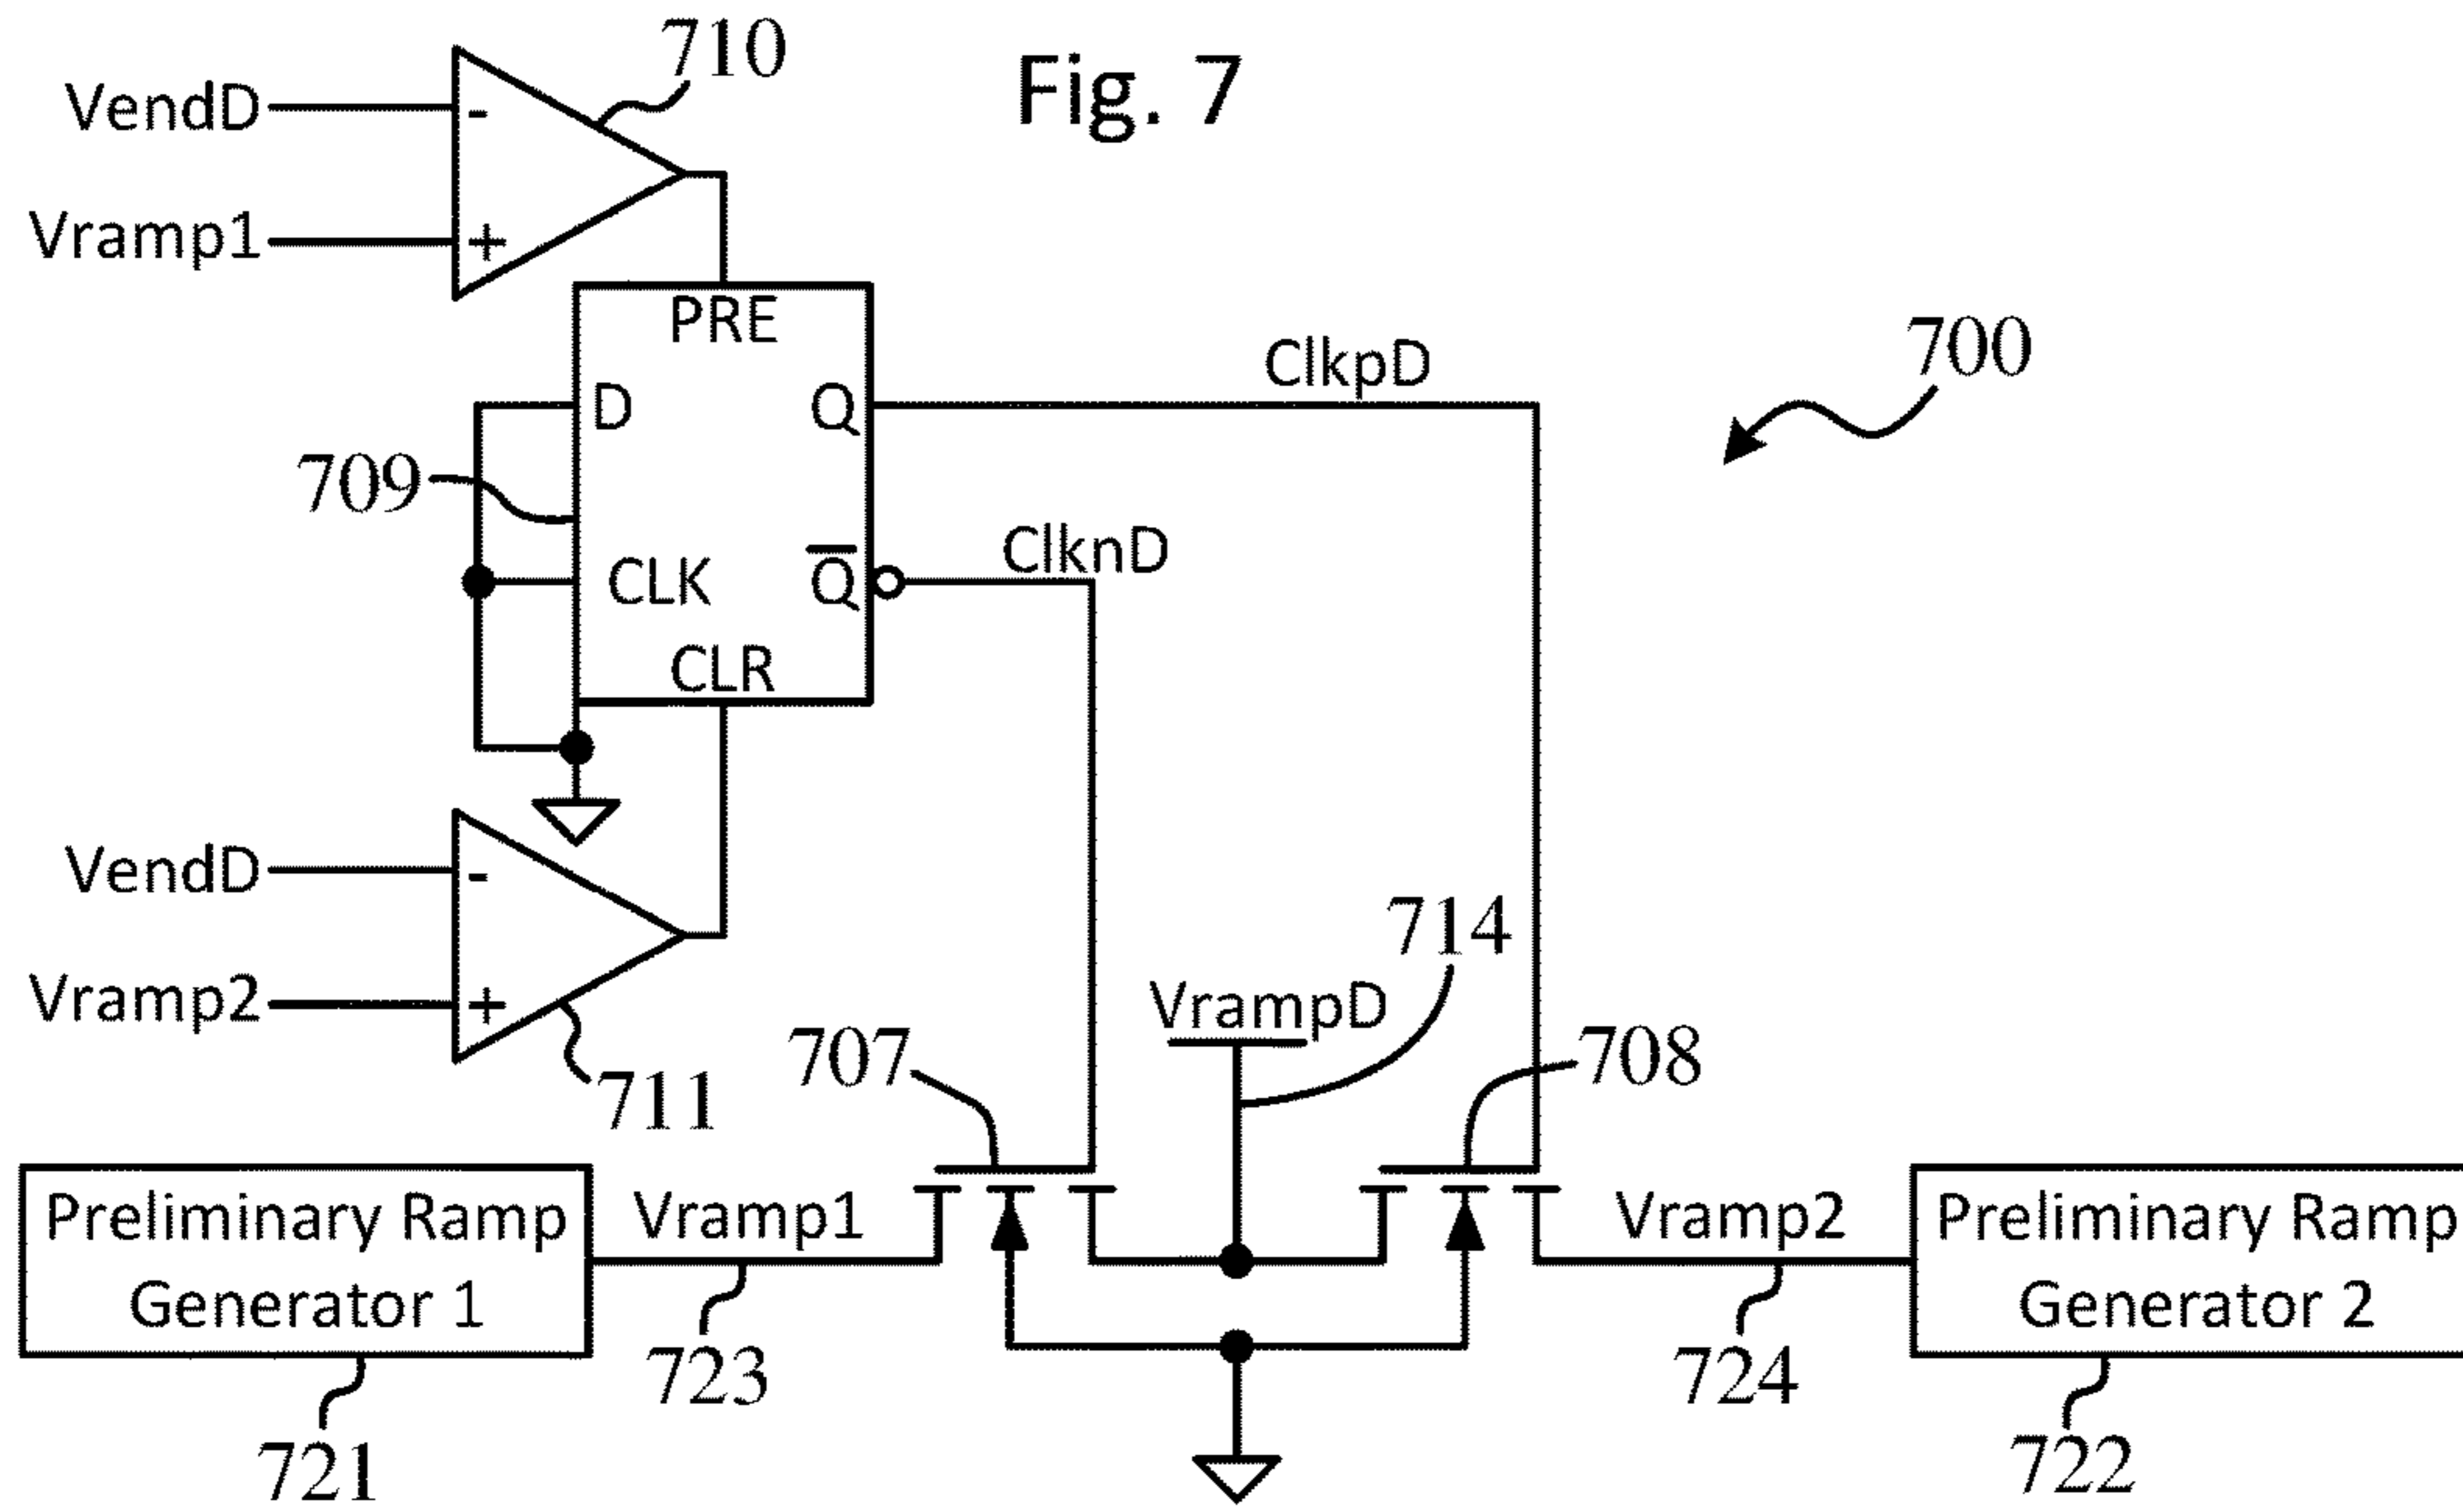 710
Fig. 7
VendD
-
Vramp1
+
PRE
D
Q
ClkpD
700
709
CLK
Q̅
ClknD
CLR
VendD
-
Vramp2
+
711
714
VrampD
707
708
Preliminary Ramp
Generator 1
Vramp1
Vramp2
Preliminary Ramp
Generator 2
723
724
721
722